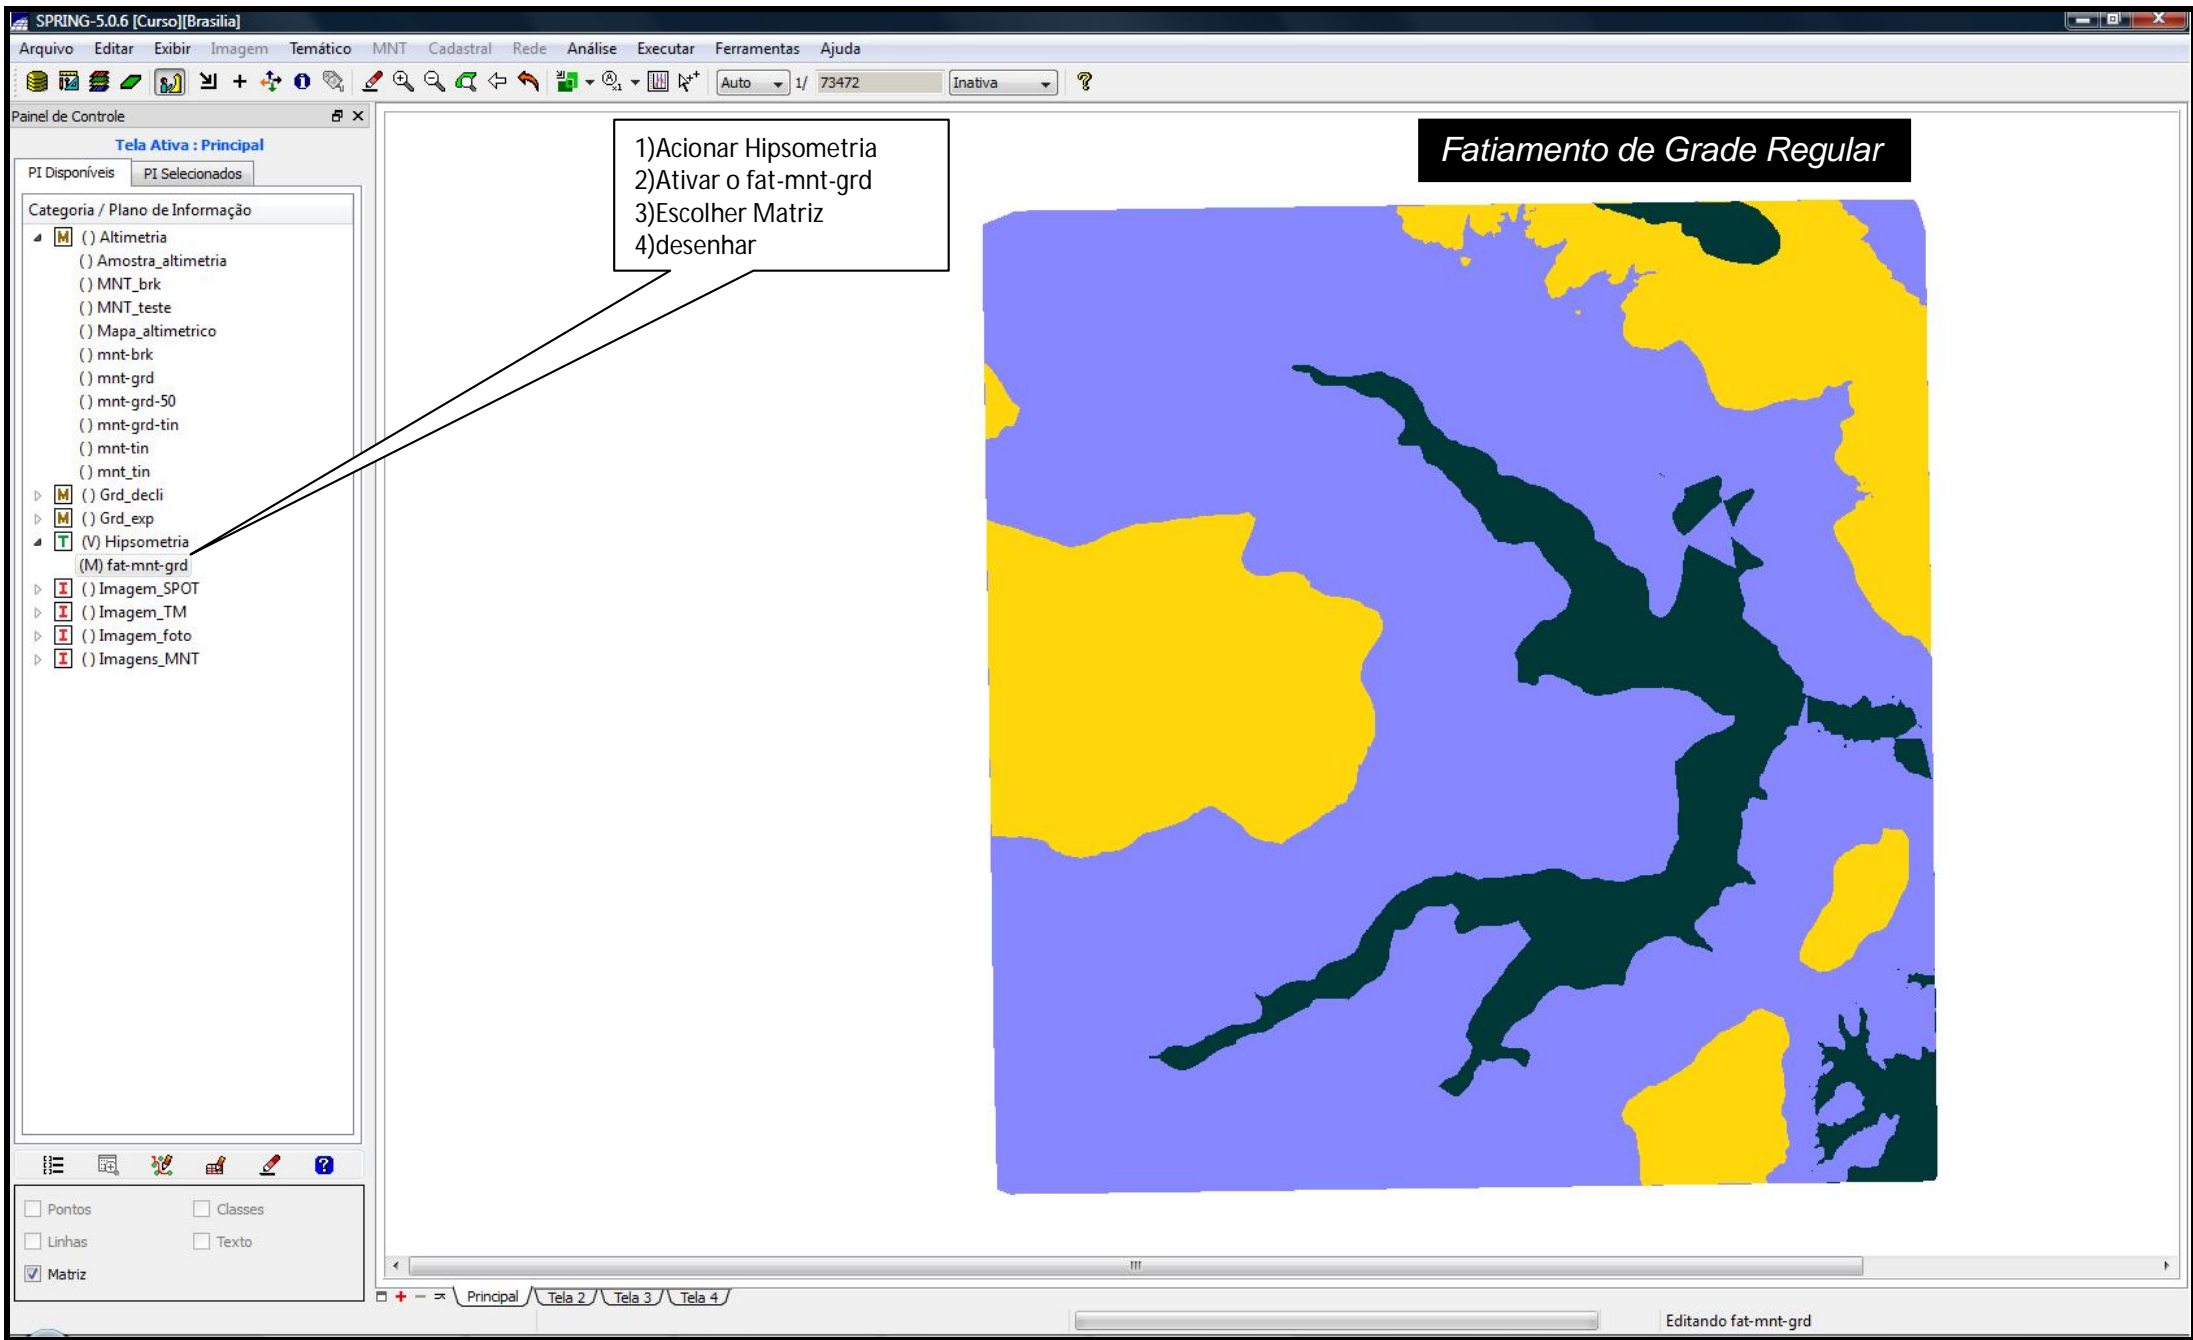 SPRING-5.0.6 [Curso][Brasilia]
Arquivo Editar Exibir Imagem Temático MNT Cadastral Rede Análise Executar Ferramentas Ajuda
Auto 1/ 73472 Inativa
Painel de Controle
Tela Ativa : Principal
PI Disponíveis PI Selecionados
Categoria / Plano de Informação
M () Altimetria
() Amostra_altimetria
() MNT_brk
() MNT_teste
() Mapa_altimetrico
() mnt-brk
() mnt-grd
() mnt-grd-50
() mnt-grd-tin
() mnt-tin
() mnt_tin
M () Grd_decli
M () Grd_exp
T (V) Hipsometria
(M) fat-mnt-grd
I () Imagem_SPOT
I () Imagem_TM
I () Imagem_foto
I () Imagens_MNT
Pontos Classes
Linhas Texto
Matriz
1)Acionar Hipsometria
2)Ativar o fat-mnt-grd
3)Escolher Matriz
4)desenhar
Fatiamento de Grade Regular
Principal Tela 2 Tela 3 Tela 4
Editando fat-mnt-grd